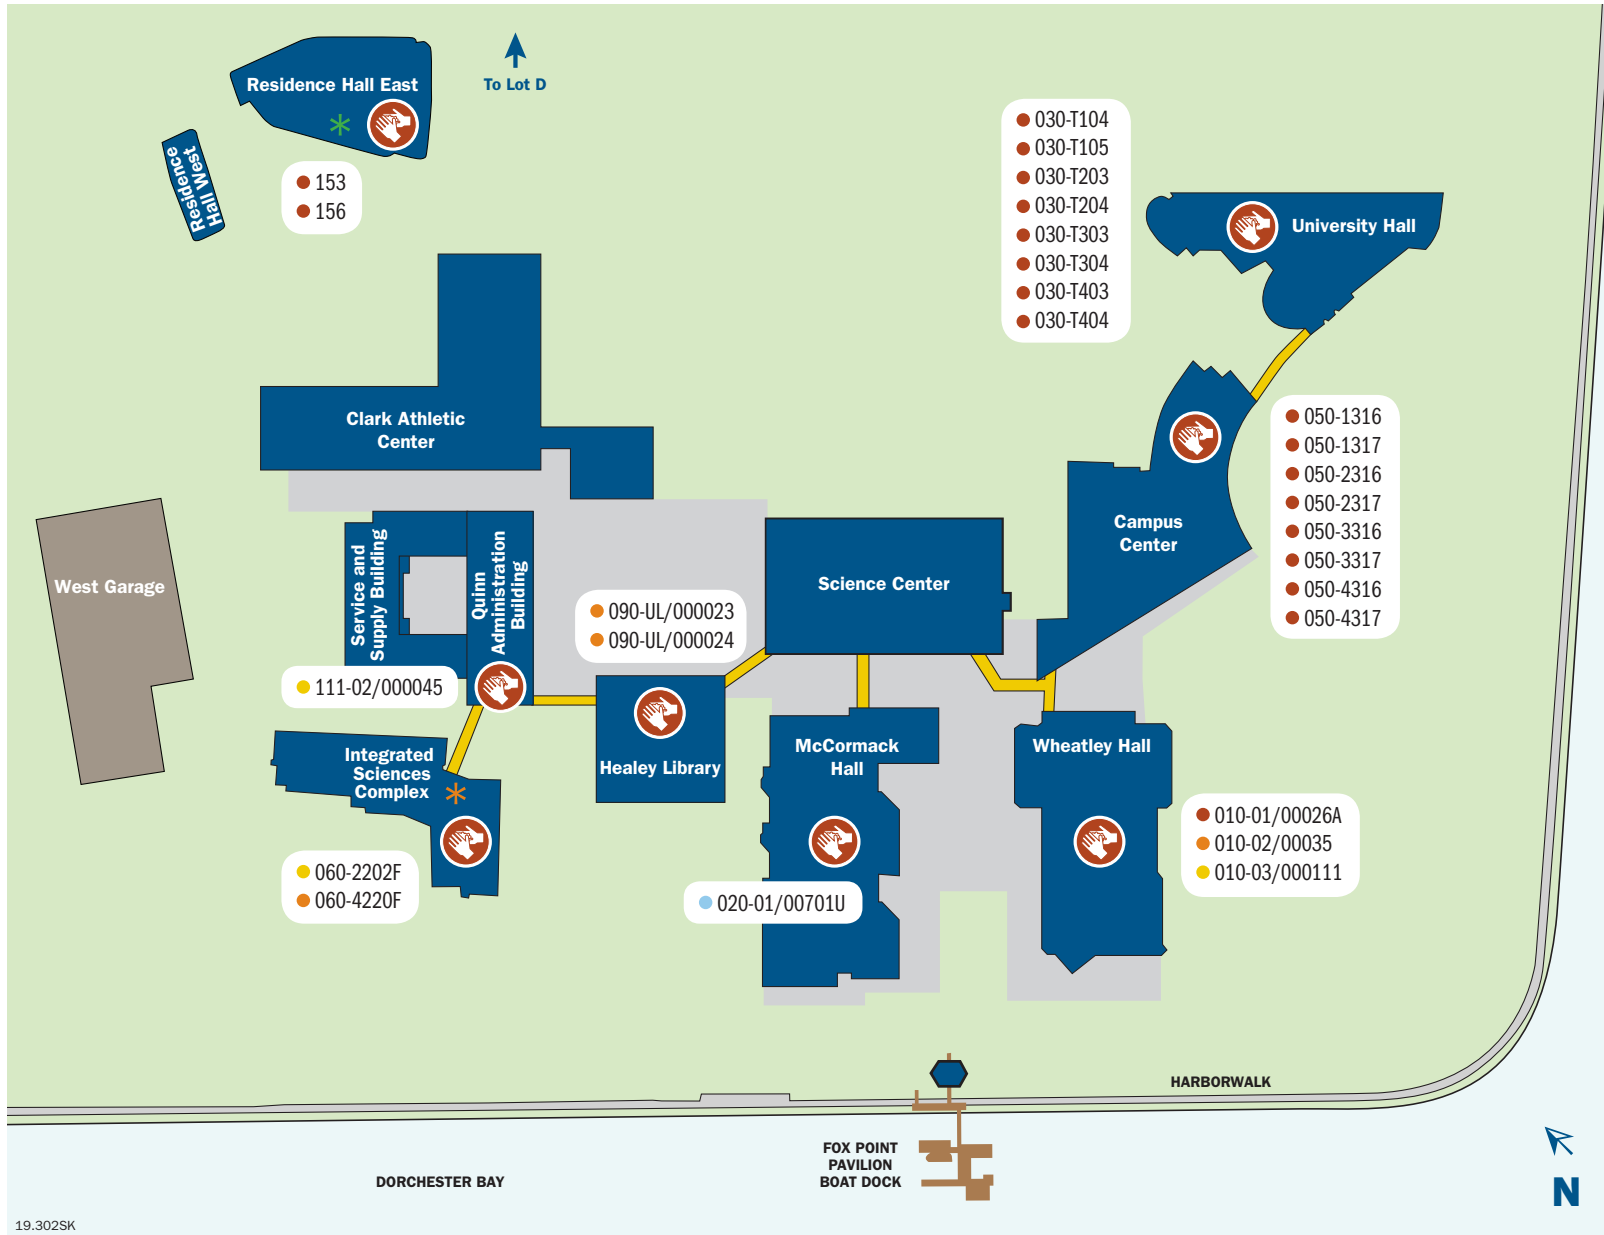 Residence Hall East
To Lot D
Residence
Hall West
153
156
030-T104
030-T105
030-T203
030-T204
030-T303
030-T304
030-T403
030-T404
University Hall
Clark Athletic
Center
050-1316
050-1317
050-2316
050-2317
050-3316
050-3317
050-4316
050-4317
Campus
Center
West Garage
Service and
Supply Building
Quinn
Administration
Building
Science Center
090-UL/000023
090-UL/000024
111-02/000045
Integrated
Sciences
Complex
Healey Library
McCormack
Hall
Wheatley Hall
010-01/00026A
010-02/00035
010-03/000111
060-2202F
060-4220F
020-01/00701U
HARBORWALK
FOX POINT
PAVILION
BOAT DOCK
DORCHESTER BAY
N
19.302SK